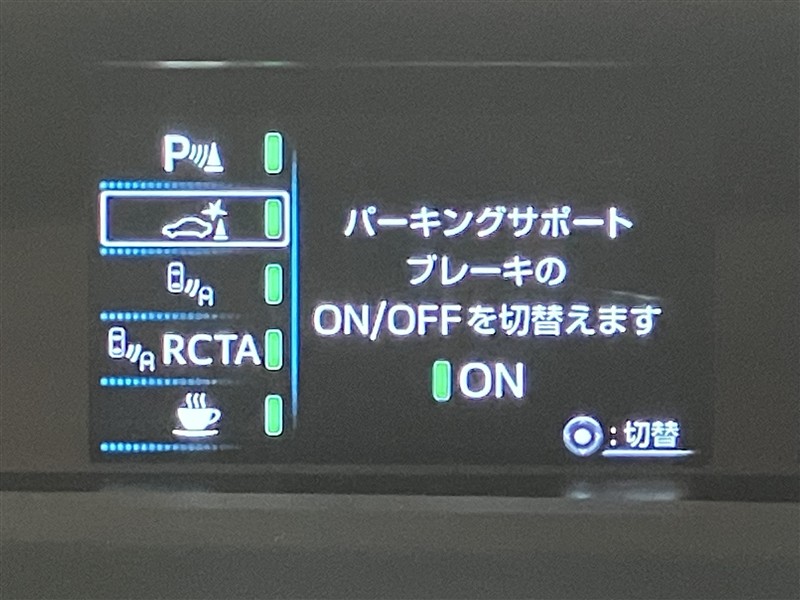 P
RCTA
パーキングサポート
ブレーキの
ON/OFFを切替えます
ON
:切替